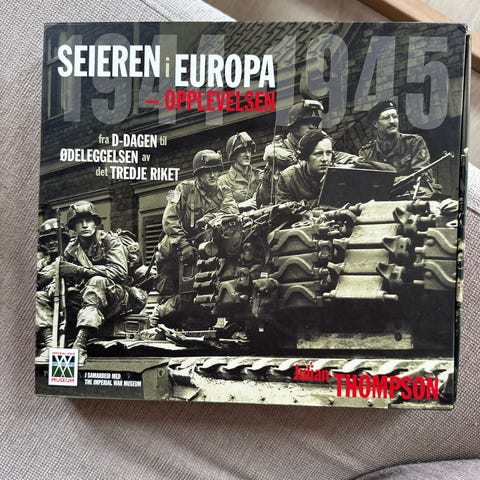 1944 1945
SEIEREN i EUROPA
— OPPLEVELSEN
fra D-DAGEN til
ØDELEGGELSEN av
det TREDJE RIKET
MUSEUM
I SAMARBEID MED
THE IMPERIAL WAR MUSEUM
Julian THOMPSON